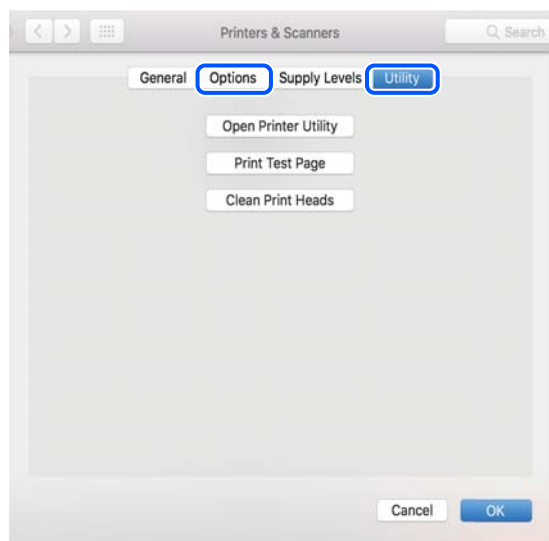 Printers & Scanners Search
General Options Supply Levels Utility
Open Printer Utility
Print Test Page
Clean Print Heads
Cancel OK